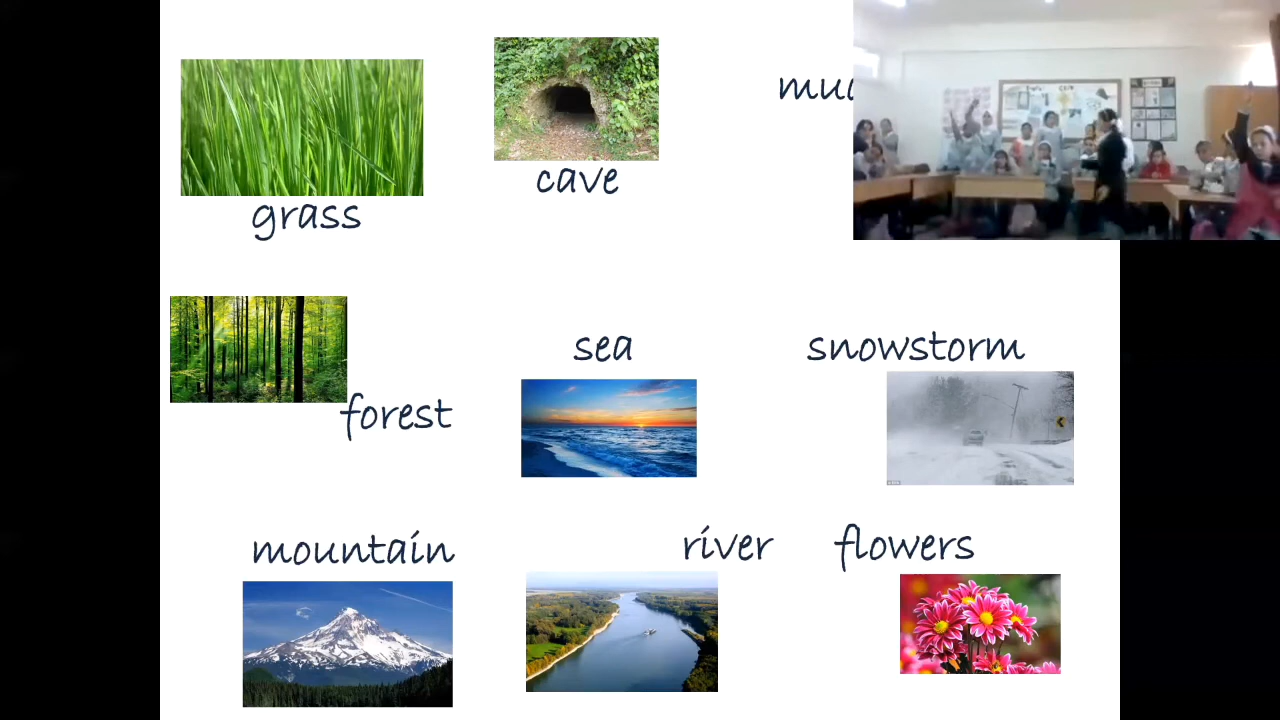 grass
cave
forest
sea
snowstorm
mountain
river
flowers